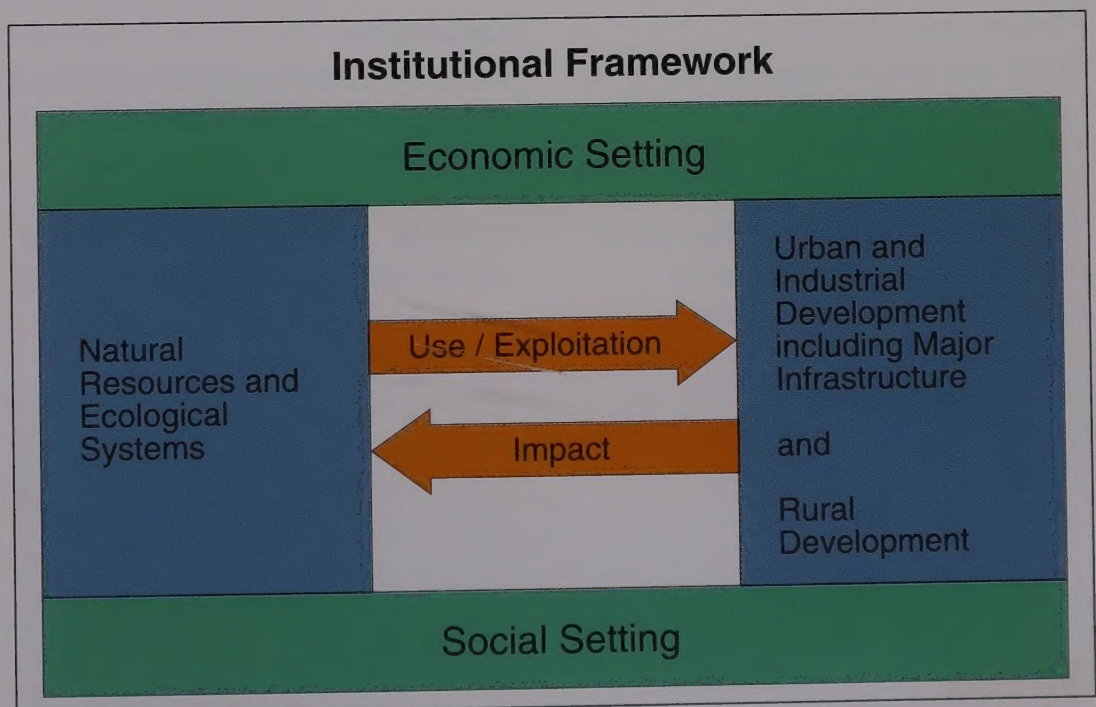 Institutional Framework
Economic Setting
Natural
Resources and
Ecological
Systems
Use / Exploitation
Impact
Urban and
Industrial
Development
including Major
Infrastructure
and
Rural
Development
Social Setting